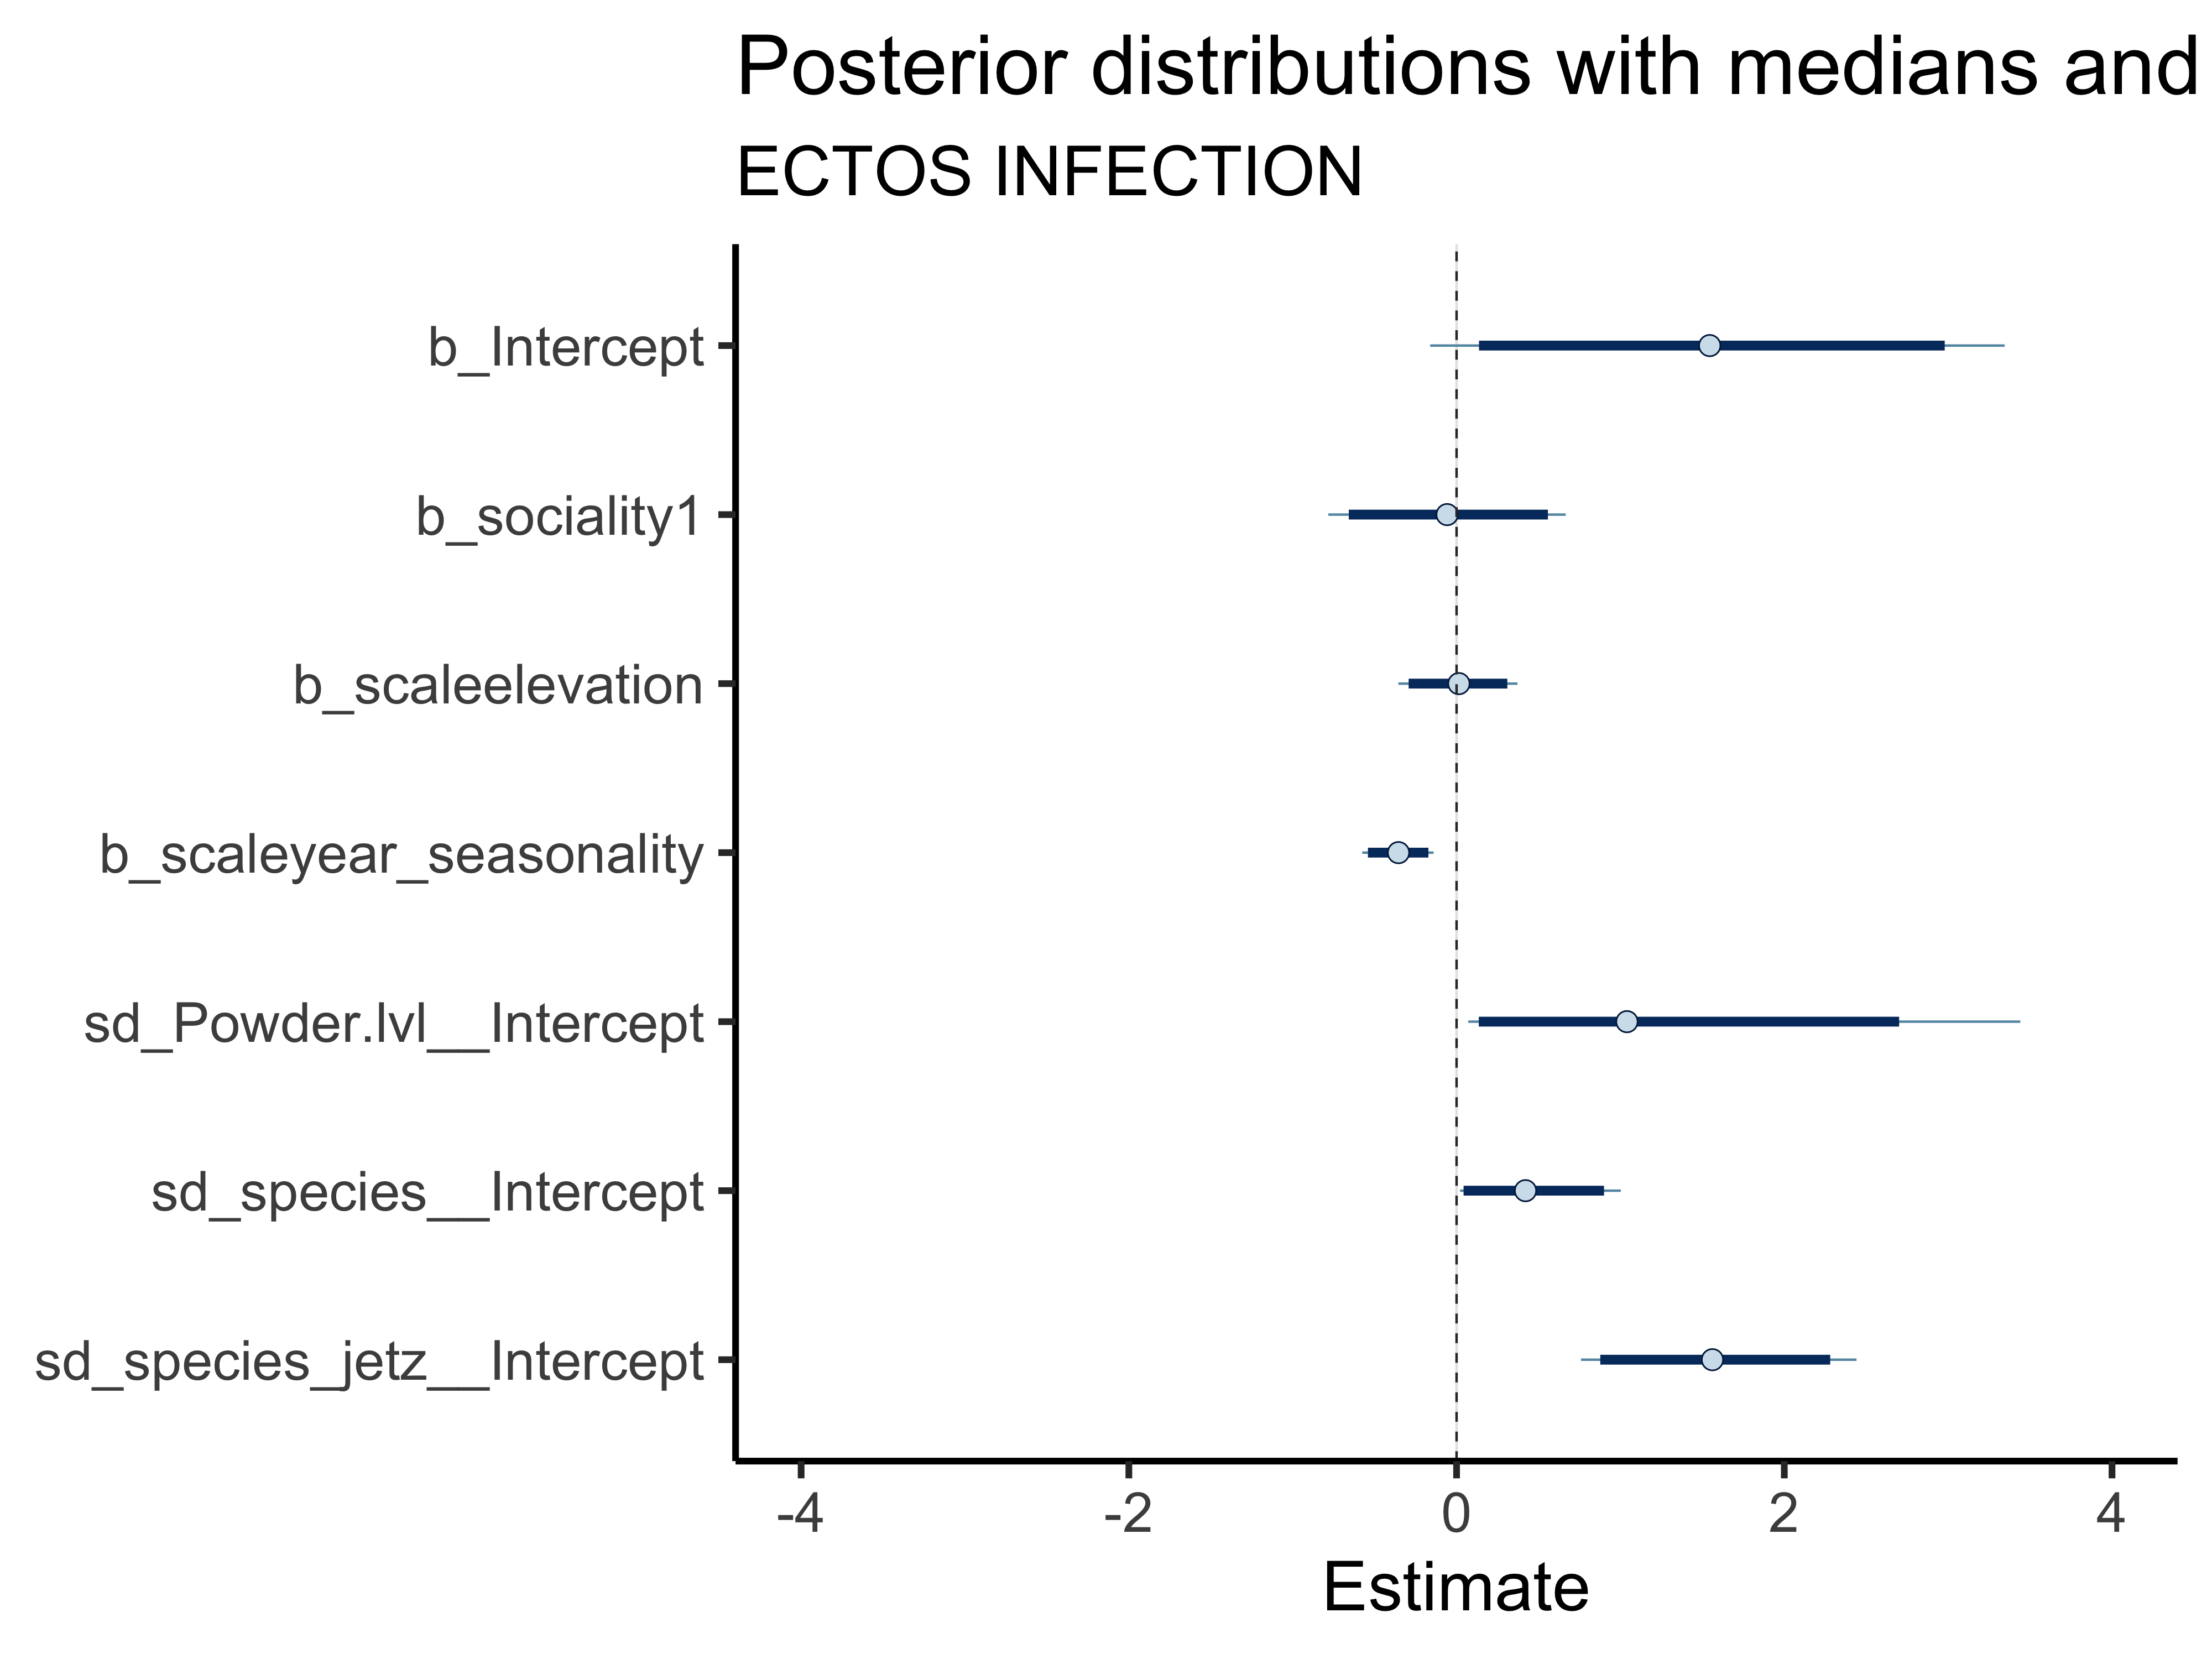 Posterior distributions with medians and
ECTOS INFECTION
b_Intercept
b_sociality1
b_scaleelevation
b_scaleyear_seasonality
sd_Powder.lvl__Intercept
sd_species__Intercept
sd_species_jetz__Intercept
-4 -2 0 2 4
Estimate